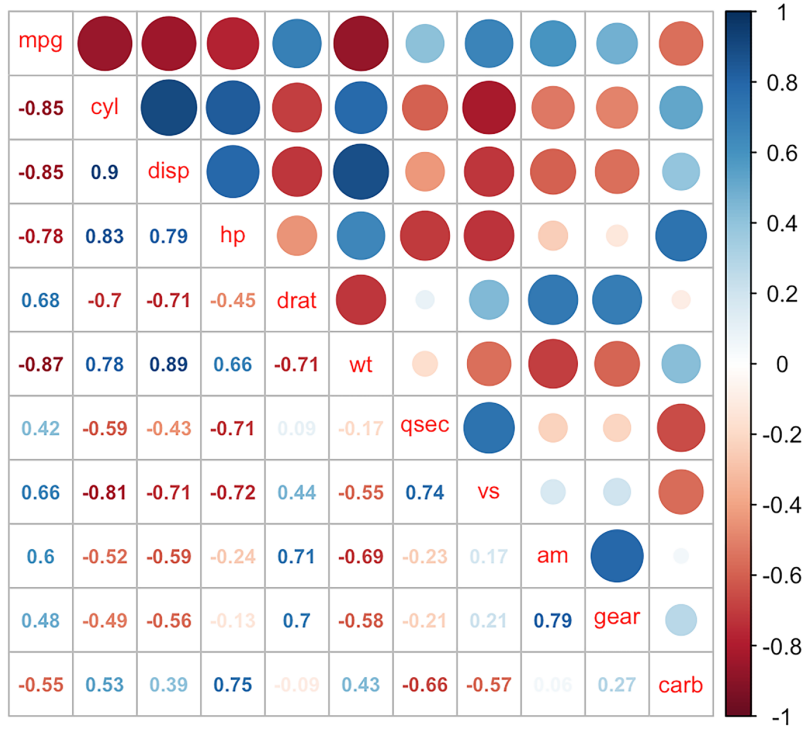 mpg
-0.85 cyl
-0.85 0.9 disp
-0.78 0.83 0.79 hp
0.68 -0.7 -0.71 -0.45 drat
-0.87 0.78 0.89 0.66 -0.71 wt
0.42 -0.59 -0.43 -0.71 0.09 -0.17 qsec
0.66 -0.81 -0.71 -0.72 0.44 -0.55 0.74 vs
0.6 -0.52 -0.59 -0.24 0.71 -0.69 -0.23 0.17 am
0.48 -0.49 -0.56 -0.13 0.7 -0.58 -0.21 0.21 0.79 gear
-0.55 0.53 0.39 0.75 -0.09 0.43 -0.66 -0.57 0.06 0.27 carb
1
0.8
0.6
0.4
0.2
0
-0.2
-0.4
-0.6
-0.8
-1